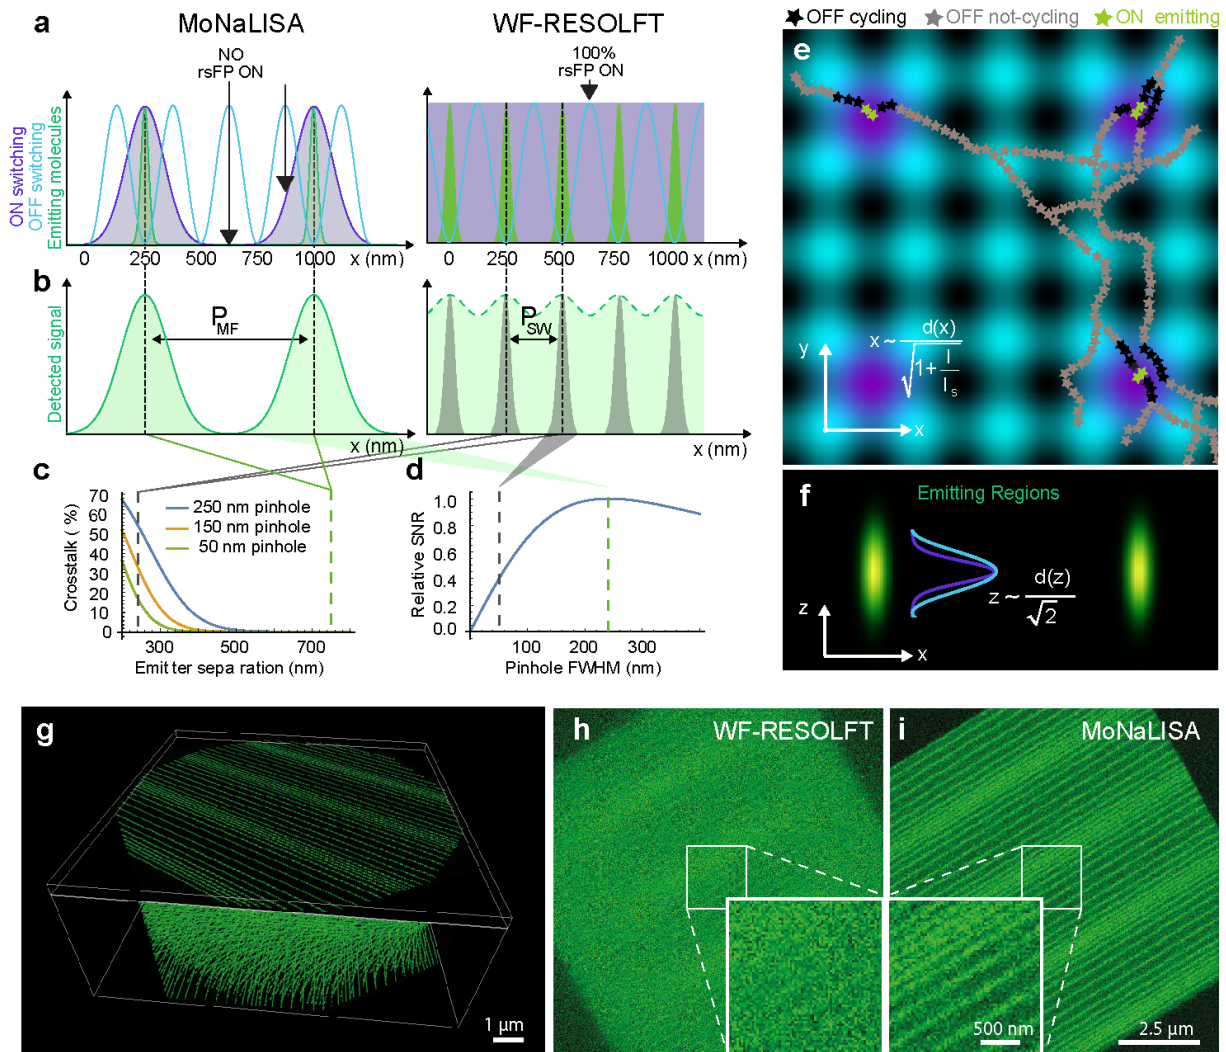 a
MoNaLISA
WF-RESOLFT
NO
rsFP ON
100%
rsFP ON
ON switching
OFF switching
Emitting molecules
0 250 500 750 1000 x (nm)
0 250 500 750 1000 x (nm)
b
Detected signal
P MF
P SW
x (nm)
x (nm)
c
Crosstalk ( %)
70
60
50
40
30
20
10
0
250 nm pinhole
150 nm pinhole
50 nm pinhole
300 500 700
Emitter sepa ration (nm)
d
Relative SNR
1.0
0.8
0.6
0.4
0.2
0.0
100 200 300
Pinhole FWHM (nm)
OFF cycling OFF not-cycling ON emitting
e
y
x
x ~ d(x) / √1+ I / I s
f
Emitting Regions
z
x
z ~ d(z) / √2
g
1 µm
h
WF-RESOLFT
i
MoNaLISA
500 nm
2.5 µm